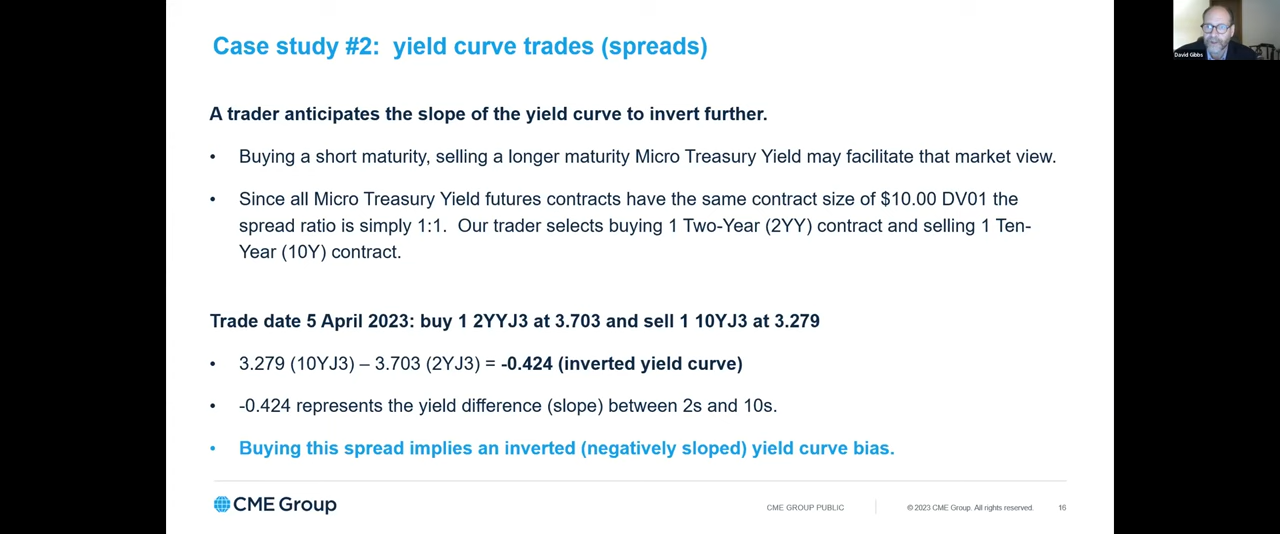 Case study #2: yield curve trades (spreads)
David Gibbs
A trader anticipates the slope of the yield curve to invert further.
• Buying a short maturity, selling a longer maturity Micro Treasury Yield may facilitate that market view.
• Since all Micro Treasury Yield futures contracts have the same contract size of $10.00 DV01 the
spread ratio is simply 1:1. Our trader selects buying 1 Two-Year (2YY) contract and selling 1 Ten-
Year (10Y) contract.
Trade date 5 April 2023: buy 1 2YYJ3 at 3.703 and sell 1 10YJ3 at 3.279
• 3.279 (10YJ3) – 3.703 (2YJ3) = -0.424 (inverted yield curve)
• -0.424 represents the yield difference (slope) between 2s and 10s.
• Buying this spread implies an inverted (negatively sloped) yield curve bias.
CME Group
CME GROUP PUBLIC
© 2023 CME Group. All rights reserved.
16